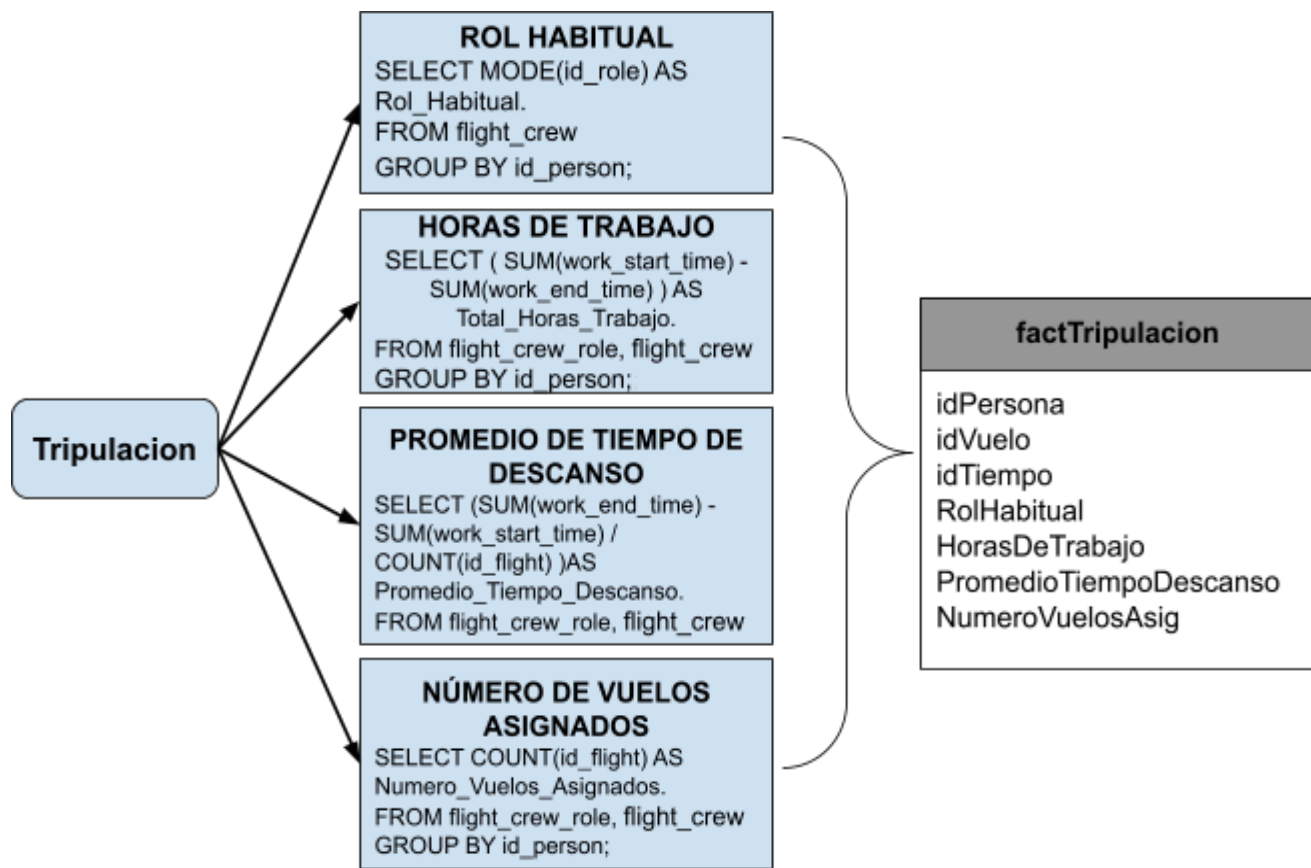 Tripulacion
ROL HABITUAL
SELECT MODE(id_role) AS
Rol_Habitual.
FROM flight_crew
GROUP BY id_person;
HORAS DE TRABAJO
SELECT ( SUM(work_start_time) -
SUM(work_end_time) ) AS
Total_Horas_Trabajo.
FROM flight_crew_role, flight_crew
GROUP BY id_person;
PROMEDIO DE TIEMPO DE
DESCANSO
SELECT (SUM(work_end_time) -
SUM(work_start_time) /
COUNT(id_flight) )AS
Promedio_Tiempo_Descanso.
FROM flight_crew_role, flight_crew
NÚMERO DE VUELOS
ASIGNADOS
SELECT COUNT(id_flight) AS
Numero_Vuelos_Asignados.
FROM flight_crew_role, flight_crew
GROUP BY id_person;
factTripulacion
idPersona
idVuelo
idTiempo
RolHabitual
HorasDeTrabajo
PromedioTiempoDescanso
NumeroVuelosAsig